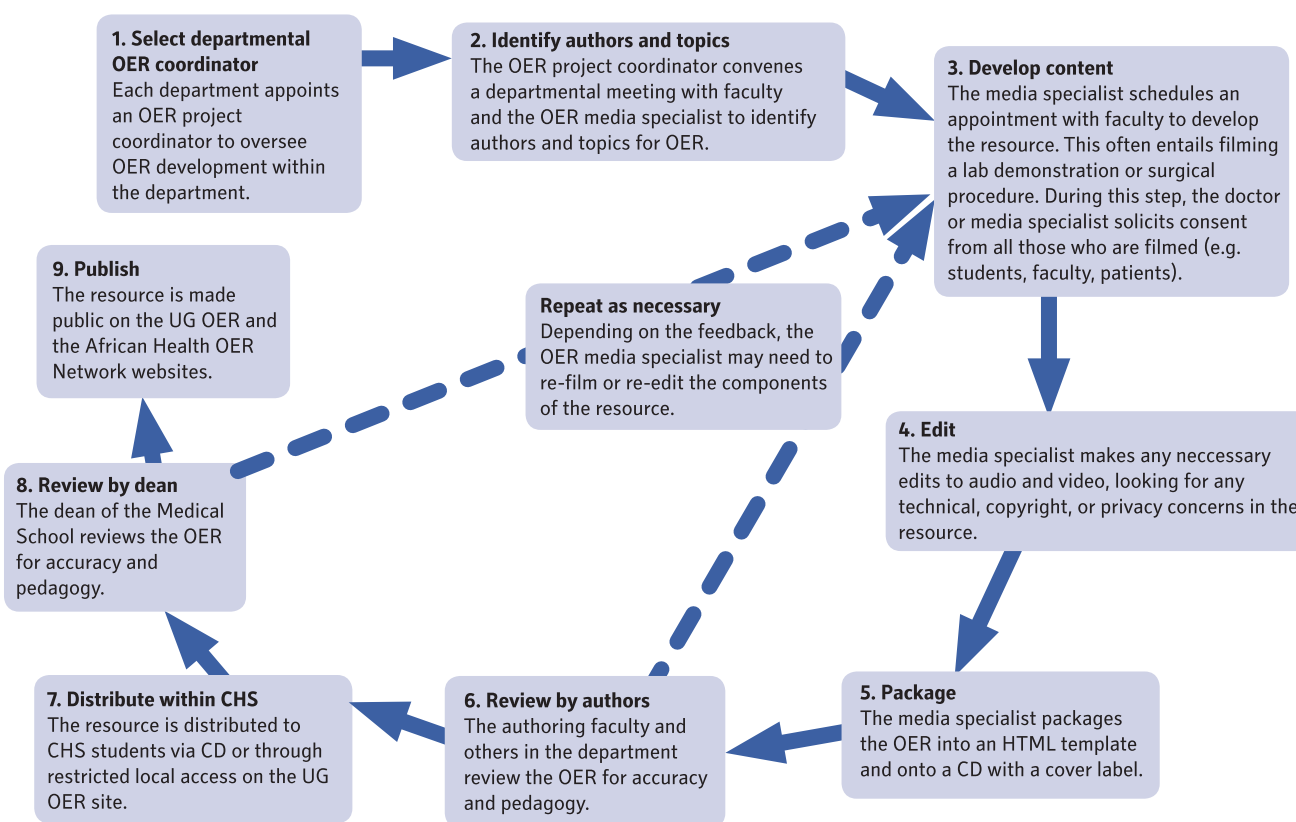 1. Select departmental
OER coordinator
Each department appoints
an OER project
coordinator to oversee
OER development within
the department.
2. Identify authors and topics
The OER project coordinator convenes
a departmental meeting with faculty
and the OER media specialist to identify
authors and topics for OER.
3. Develop content
The media specialist schedules an
appointment with faculty to develop
the resource. This often entails filming
a lab demonstration or surgical
procedure. During this step, the doctor
or media specialist solicits consent
from all those who are filmed (e.g.
students, faculty, patients).
Repeat as necessary
Depending on the feedback, the
OER media specialist may need to
re-film or re-edit the components
of the resource.
4. Edit
The media specialist makes any neccessary
edits to audio and video, looking for any
technical, copyright, or privacy concerns in the
resource.
5. Package
The media specialist packages
the OER into an HTML template
and onto a CD with a cover label.
6. Review by authors
The authoring faculty and
others in the department
review the OER for accuracy
and pedagogy.
7. Distribute within CHS
The resource is distributed to
CHS students via CD or through
restricted local access on the UG
OER site.
8. Review by dean
The dean of the Medical
School reviews the OER
for accuracy and
pedagogy.
9. Publish
The resource is made
public on the UG OER and
the African Health OER
Network websites.